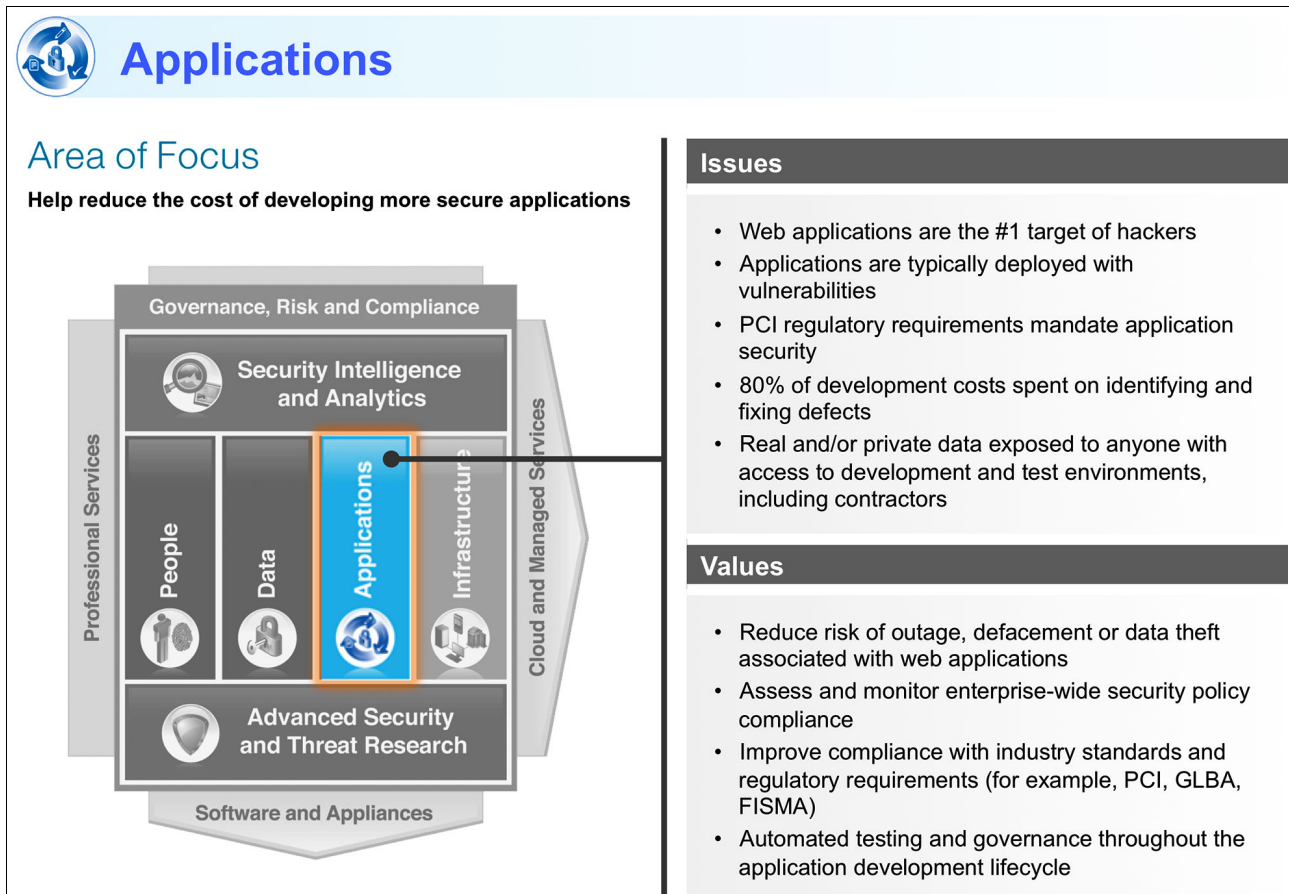 Applications
Area of Focus
Help reduce the cost of developing more secure applications
Governance, Risk and Compliance
Security Intelligence
and Analytics
Professional Services
People
Data
Applications
Infrastructure
Cloud and Managed Services
Advanced Security
and Threat Research
Software and Appliances
Issues
• Web applications are the #1 target of hackers
• Applications are typically deployed with
vulnerabilities
• PCI regulatory requirements mandate application
security
• 80% of development costs spent on identifying and
fixing defects
• Real and/or private data exposed to anyone with
access to development and test environments,
including contractors
Values
• Reduce risk of outage, defacement or data theft
associated with web applications
• Assess and monitor enterprise-wide security policy
compliance
• Improve compliance with industry standards and
regulatory requirements (for example, PCI, GLBA,
FISMA)
• Automated testing and governance throughout the
application development lifecycle